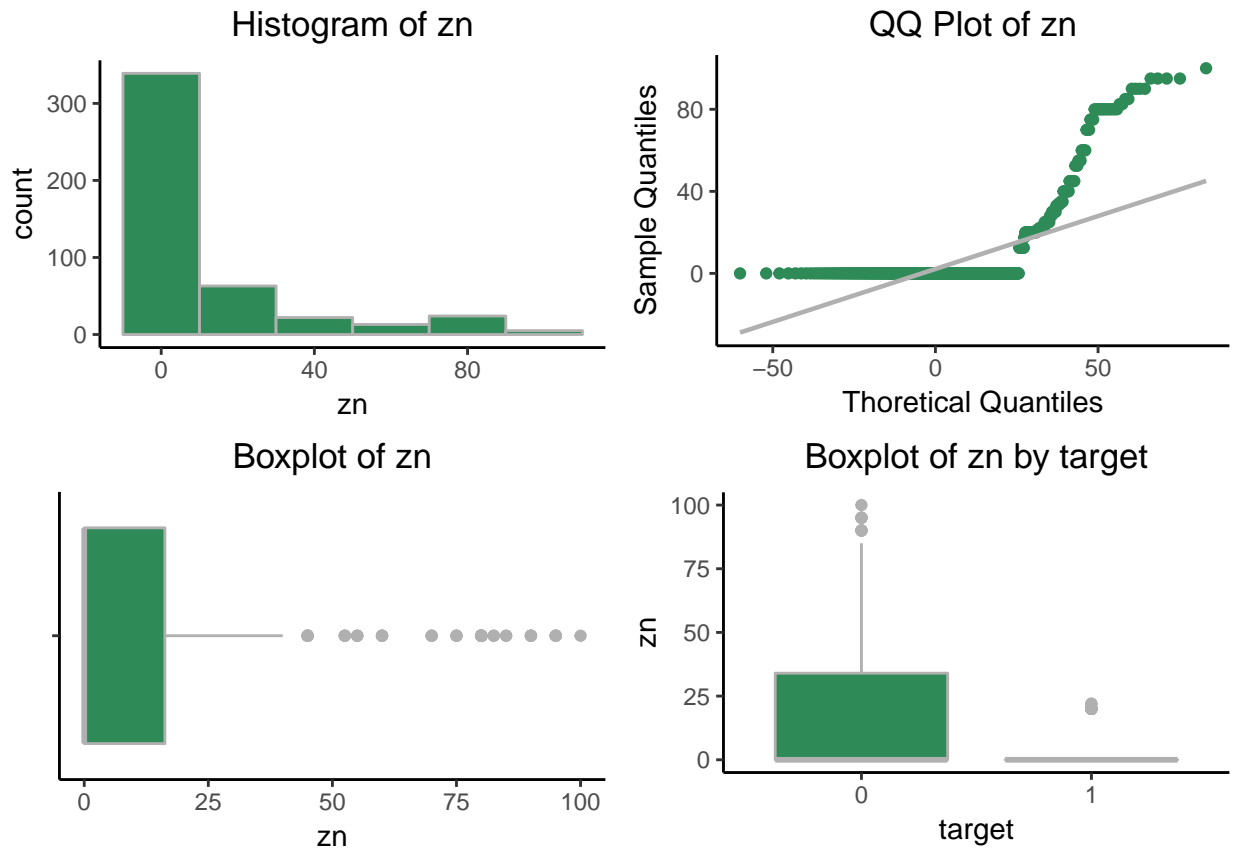 Histogram of zn
count
300
200
100
0
0 40 80
zn
QQ Plot of zn
Sample Quantiles
80
40
0
−50 0 50
Thoretical Quantiles
Boxplot of zn
0 25 50 75 100
zn
Boxplot of zn by target
zn
100
75
50
25
0
0 1
target